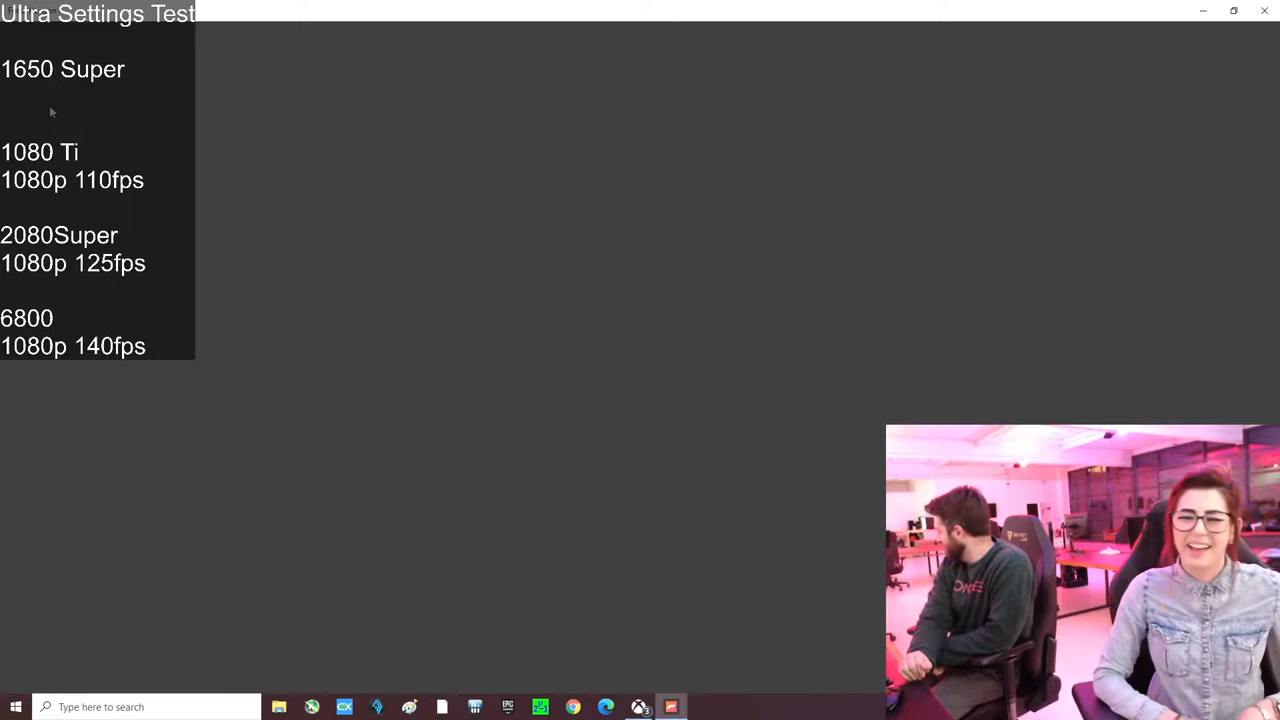 Ultra Settings Test
1650 Super
1080 Ti
1080p 110fps
2080Super
1080p 125fps
6800
1080p 140fps
Type here to search